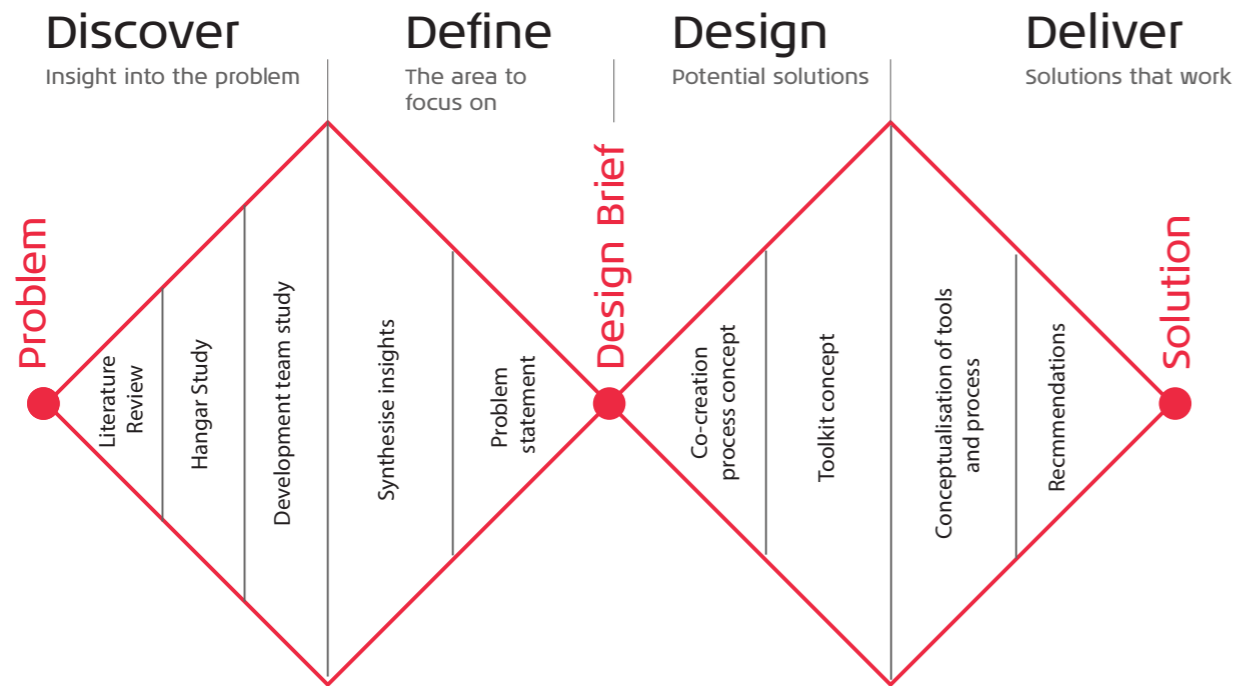 Discover
Insight into the problem
Define
The area to
focus on
Design
Potential solutions
Deliver
Solutions that work
Problem
Literature
Review
Hangar Study
Development team study
Synthesise insights
Problem
statement
Design Brief
Co-creation
process concept
Toolkit concept
Conceptualisation of tools
and process
Recmmendations
Solution